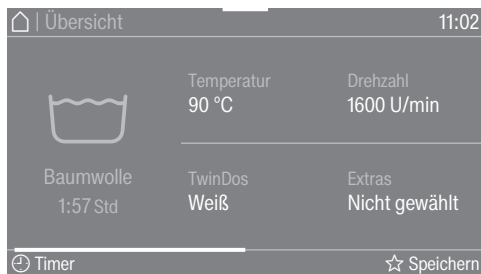 | Übersicht 11:02
Temperatur Drehzahl
90 °C 1600 U/min
Baumwolle TwinDos Extras
1:57 Std Weiß Nicht gewählt
Timer Speichern